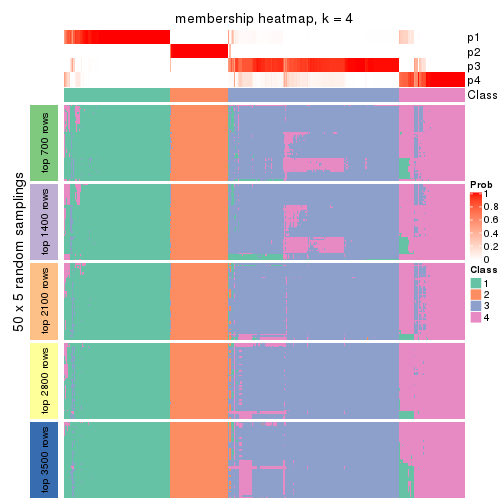 membership heatmap, k = 4
p1
p2
p3
p4
Class
50 x 5 random samplings
top 700 rows
top 1400 rows
top 2100 rows
top 2800 rows
top 3500 rows
Prob
1
0.8
0.6
0.4
0.2
0
Class
1
2
3
4